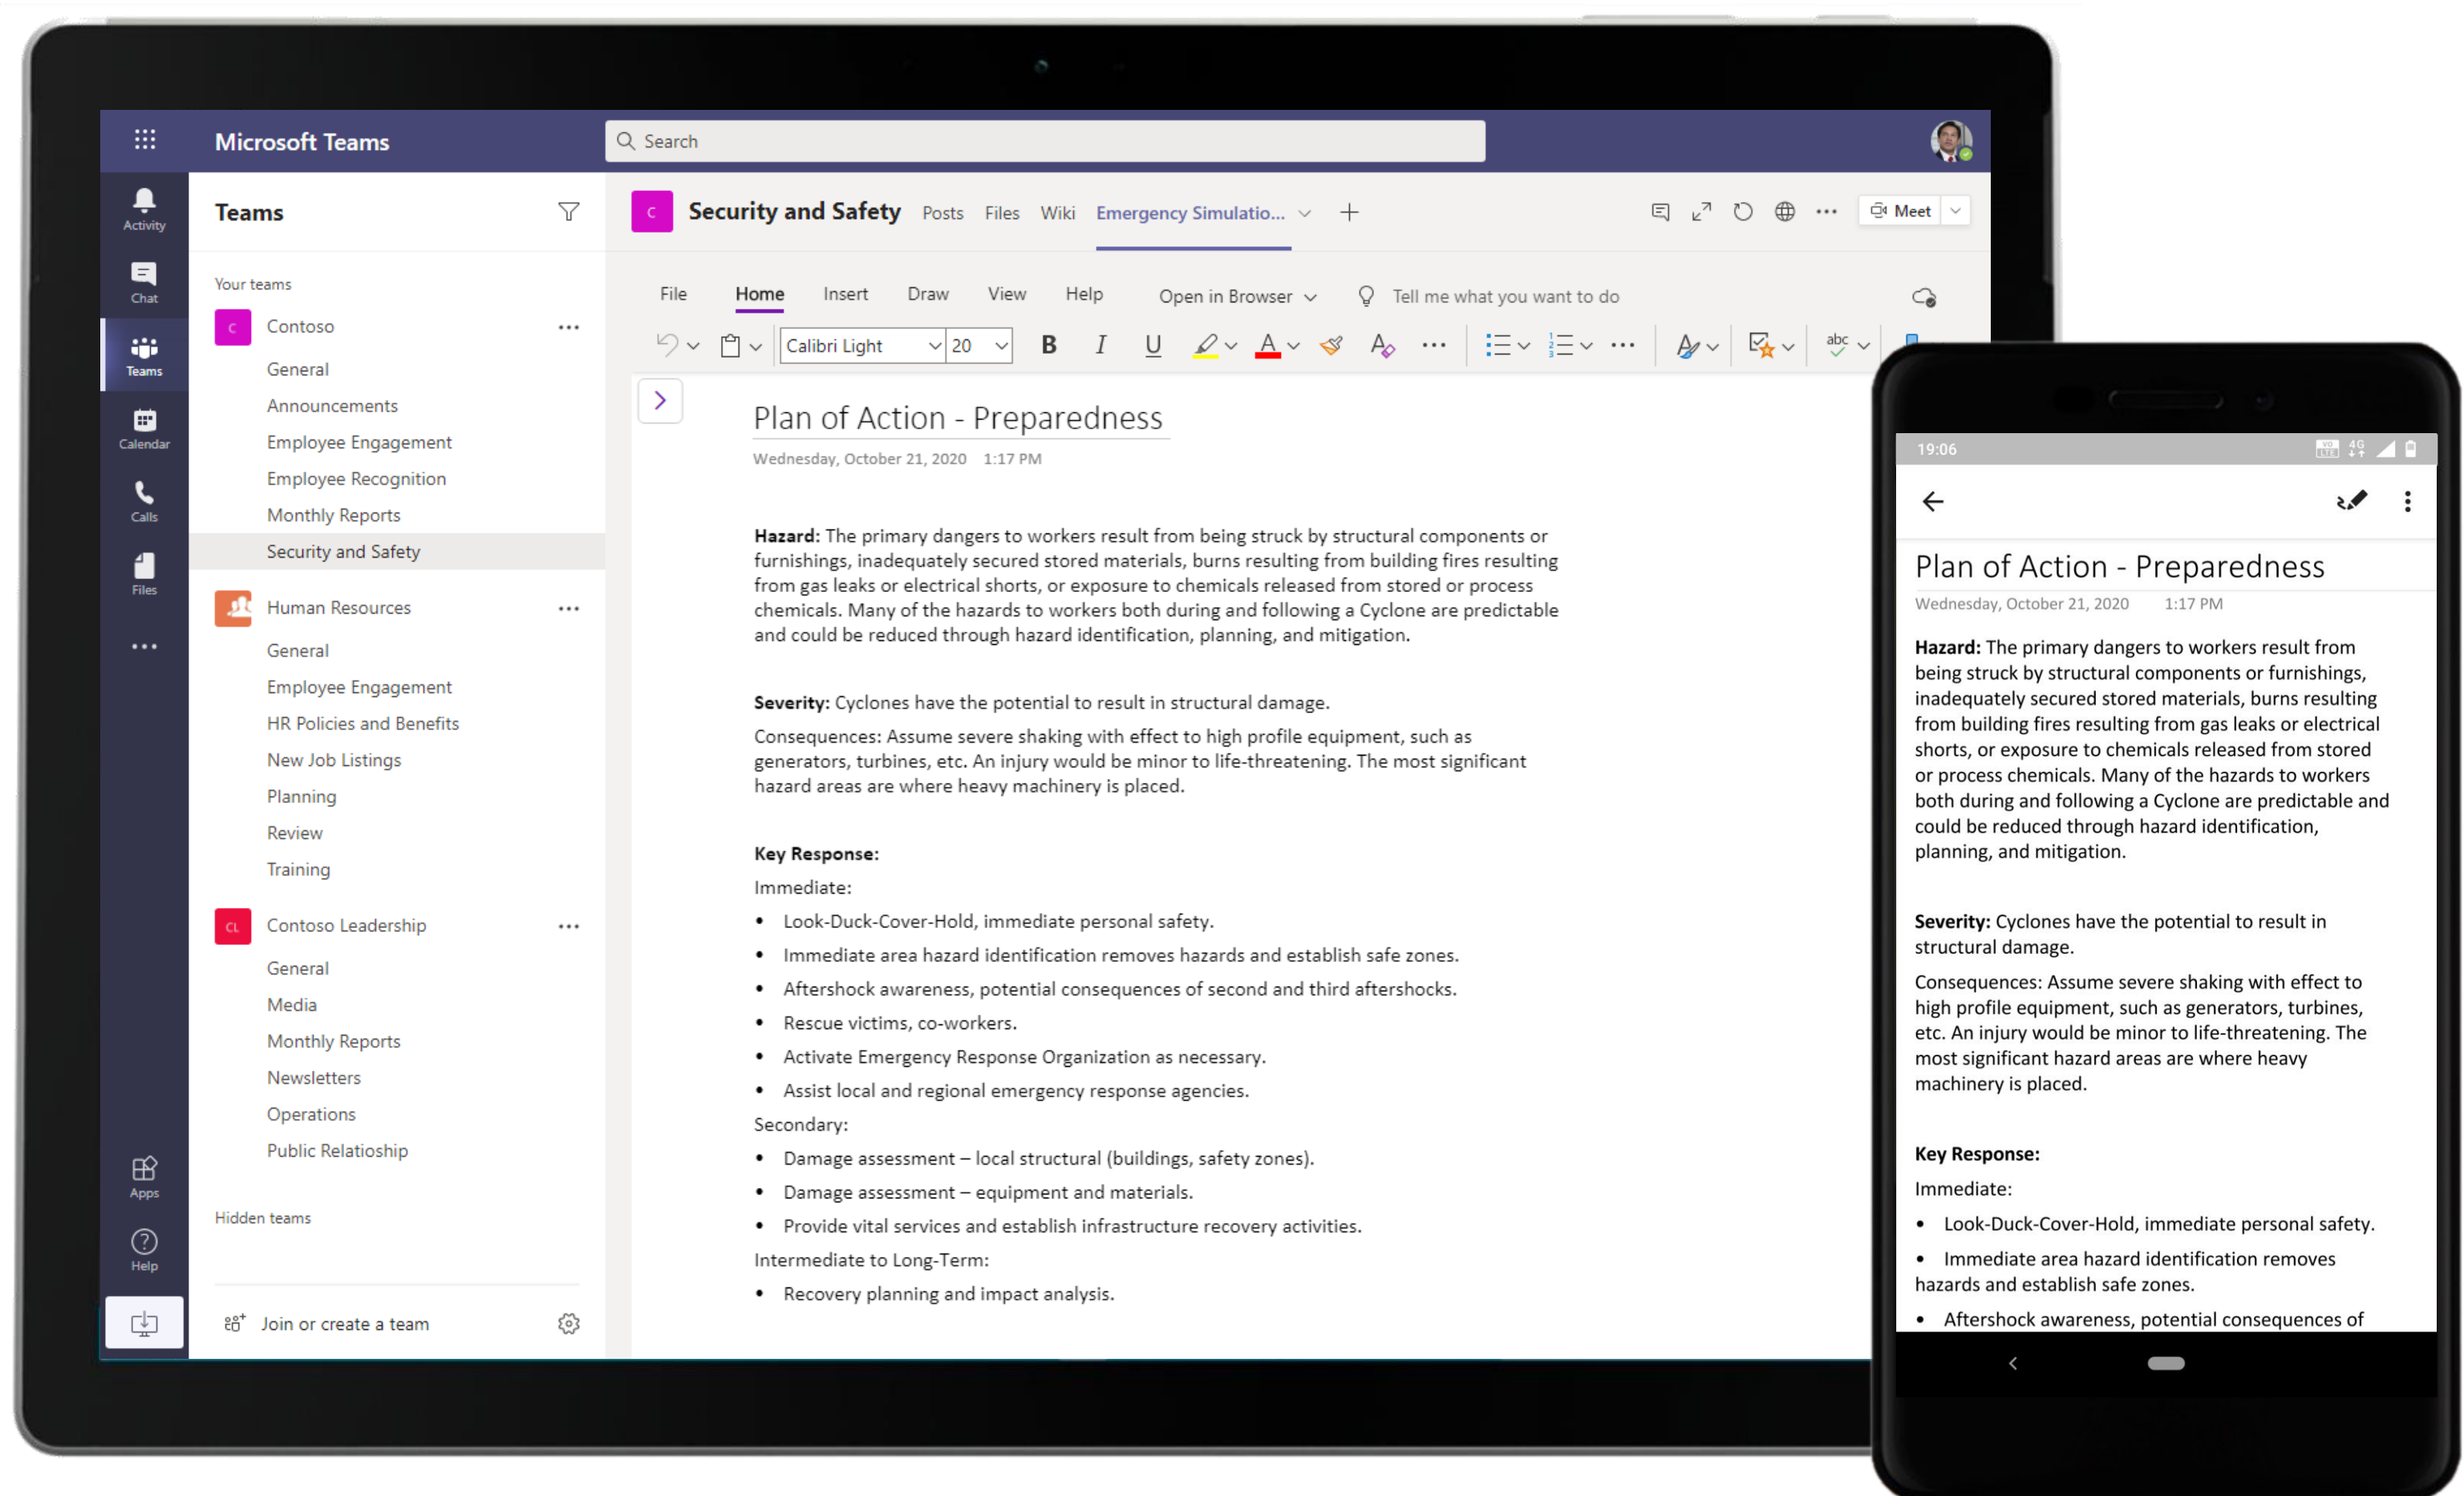 Microsoft Teams
Search
Activity
Chat
Teams
Calendar
Calls
Files
Apps
Help
Teams
Your teams
C
Contoso
General
Announcements
Employee Engagement
Employee Recognition
Monthly Reports
Security and Safety
Human Resources
General
Employee Engagement
HR Policies and Benefits
New Job Listings
Planning
Review
Training
CL
Contoso Leadership
General
Media
Monthly Reports
Newsletters
Operations
Public Relatioship
Hidden teams
Join or create a team
C
Security and Safety Posts Files Wiki Emergency Simulatio...
Meet
File Home Insert Draw View Help Open in Browser Tell me what you want to do
Calibri Light 20 B I U A A abc
Plan of Action - Preparedness
Wednesday, October 21, 2020 1:17 PM
Hazard: The primary dangers to workers result from being struck by structural components or
furnishings, inadequately secured stored materials, burns resulting from building fires resulting
from gas leaks or electrical shorts, or exposure to chemicals released from stored or process
chemicals. Many of the hazards to workers both during and following a Cyclone are predictable
and could be reduced through hazard identification, planning, and mitigation.
Severity: Cyclones have the potential to result in structural damage.
Consequences: Assume severe shaking with effect to high profile equipment, such as
generators, turbines, etc. An injury would be minor to life-threatening. The most significant
hazard areas are where heavy machinery is placed.
Key Response:
Immediate:
• Look-Duck-Cover-Hold, immediate personal safety.
• Immediate area hazard identification removes hazards and establish safe zones.
• Aftershock awareness, potential consequences of second and third aftershocks.
• Rescue victims, co-workers.
• Activate Emergency Response Organization as necessary.
• Assist local and regional emergency response agencies.
Secondary:
• Damage assessment – local structural (buildings, safety zones).
• Damage assessment – equipment and materials.
• Provide vital services and establish infrastructure recovery activities.
Intermediate to Long-Term:
• Recovery planning and impact analysis.
19:06 VO LTE 4G
Plan of Action - Preparedness
Wednesday, October 21, 2020 1:17 PM
Hazard: The primary dangers to workers result from
being struck by structural components or furnishings,
inadequately secured stored materials, burns resulting
from building fires resulting from gas leaks or electrical
shorts, or exposure to chemicals released from stored
or process chemicals. Many of the hazards to workers
both during and following a Cyclone are predictable and
could be reduced through hazard identification,
planning, and mitigation.
Severity: Cyclones have the potential to result in
structural damage.
Consequences: Assume severe shaking with effect to
high profile equipment, such as generators, turbines,
etc. An injury would be minor to life-threatening. The
most significant hazard areas are where heavy
machinery is placed.
Key Response:
Immediate:
• Look-Duck-Cover-Hold, immediate personal safety.
• Immediate area hazard identification removes
hazards and establish safe zones.
• Aftershock awareness, potential consequences of